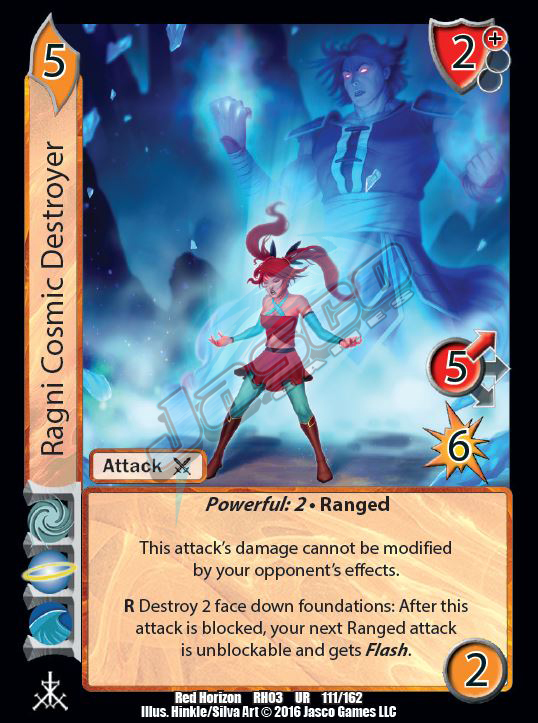 5
2
+
Ragni Cosmic Destroyer
Jasco
GAMES
5
6
Attack
Powerful: 2 • Ranged
This attack's damage cannot be modified
by your opponent's effects.
R Destroy 2 face down foundations: After this
attack is blocked, your next Ranged attack
is unblockable and gets Flash.
2
Red Horizon RH03 UR 111/162
Illus. Hinkle/Silva Art © 2016 Jasco Games LLC